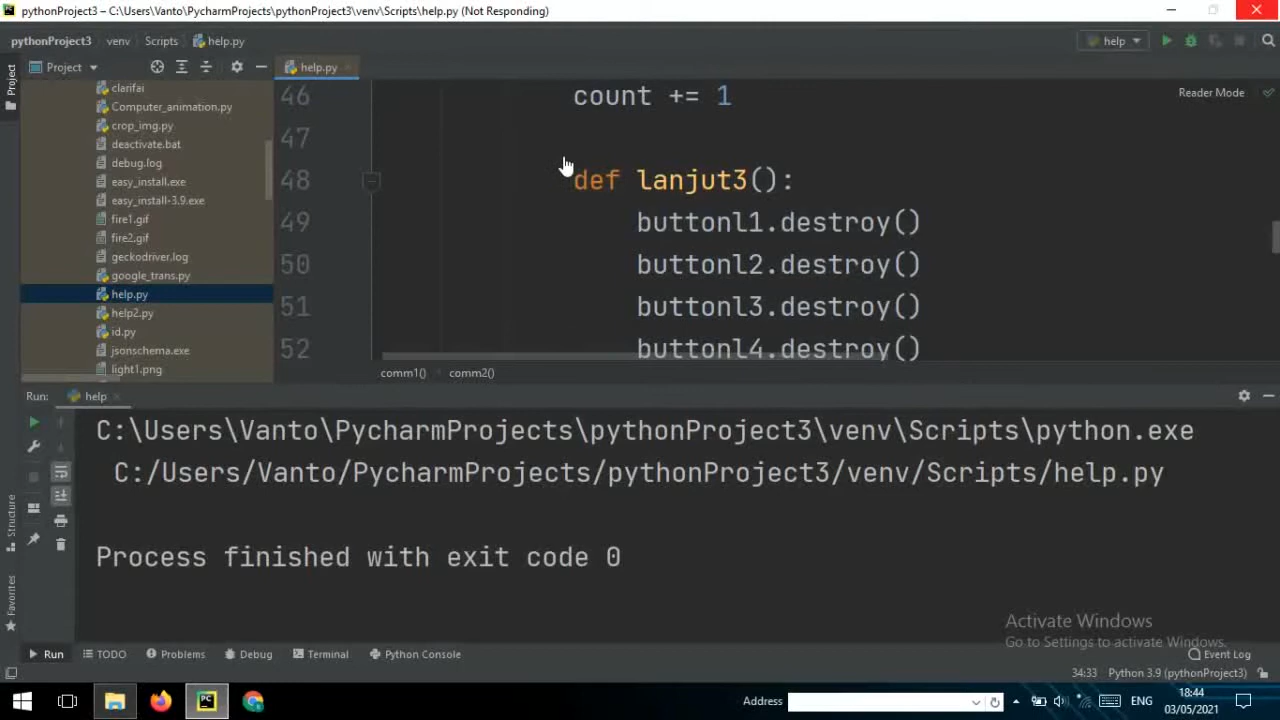 pythonProject3 – C:\Users\Vanto\PycharmProjects\pythonProject3\venv\Scripts\help.py (Not Responding)
pythonProject3 venv Scripts help.py
help
Project
help.py
Project
clarifai
Computer_animation.py
crop_img.py
deactivate.bat
debug.log
easy_install.exe
easy_install-3.9.exe
fire1.gif
fire2.gif
geckodriver.log
google_trans.py
help.py
help2.py
id.py
jsonschema.exe
light1.png
46 count += 1
Reader Mode
47
48 def lanjut3():
49 buttonl1.destroy()
50 buttonl2.destroy()
51 buttonl3.destroy()
52 buttonl4.destroy()
comm1() comm2()
Run: help
C:\Users\Vanto\PycharmProjects\pythonProject3\venv\Scripts\python.exe
C:/Users/Vanto/PycharmProjects/pythonProject3/venv/Scripts/help.py
Process finished with exit code 0
Structure
Favorites
Activate Windows
Go to Settings to activate Windows.
Run TODO Problems Debug Terminal Python Console
Event Log
34:33 Python 3.9 (pythonProject3)
Address
ENG
18:44
03/05/2021